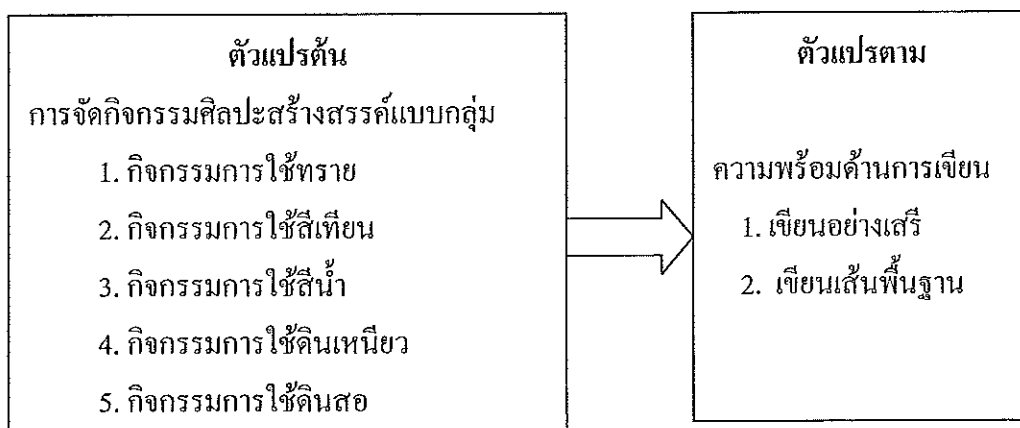 ตัวแปรต้น
การจัดกิจกรรมศิลปะสร้างสรรค์แบบกลุ่ม
1. กิจกรรมการใช้ทราย
2. กิจกรรมการใช้สีเทียน
3. กิจกรรมการใช้สีน้ำ
4. กิจกรรมการใช้ดินเหนียว
5. กิจกรรมการใช้ดินสอ
ตัวแปรตาม
ความพร้อมด้านการเขียน
1. เขียนอย่างเสรี
2. เขียนเส้นพื้นฐาน